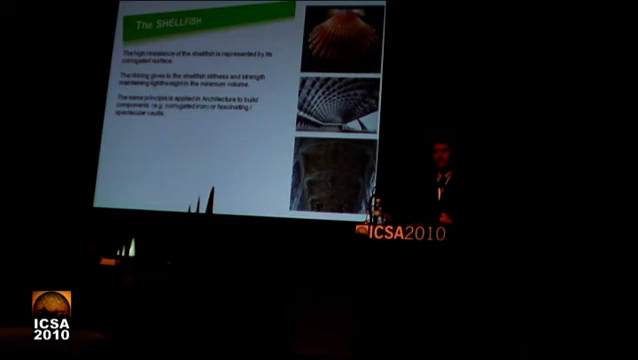 The SHELLFISH
The high resistance of the shellfish is represented by its
corrugated surface.
The ribbing gives to the shellfish stiffness and strength
maintaining lightweight in the minimum volume.
The same principle is applied in Architecture to build
components (e.g. corrugated iron) or fascinating /
spectacular vaults.
ICSA2010
ICSA
2010